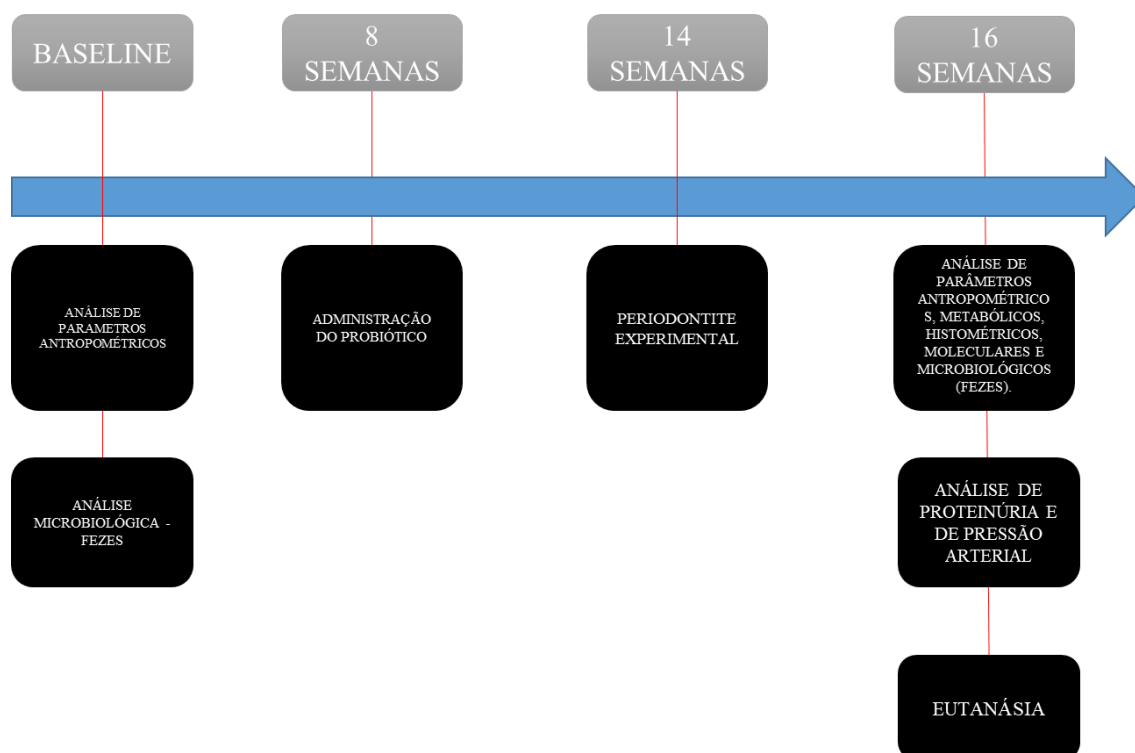 BASELINE
8
SEMANAS
14
SEMANAS
16
SEMANAS
ANÁLISE DE
PARAMETROS
ANTROPOMÉTRICOS
ADMINISTRAÇÃO
DO PROBIÓTICO
PERIODONTITE
EXPERIMENTAL
ANÁLISE DE
PARÂMETROS
ANTROPOMÉTRICO
S, METABÓLICOS,
HISTOMÉTRICOS,
MOLECULARES E
MICROBIOLÓGICOS
(FEZES).
ANÁLISE
MICROBIOLÓGICA -
FEZES
ANÁLISE DE
PROTEINÚRIA E
DE PRESSÃO
ARTERIAL
EUTANÁSIA